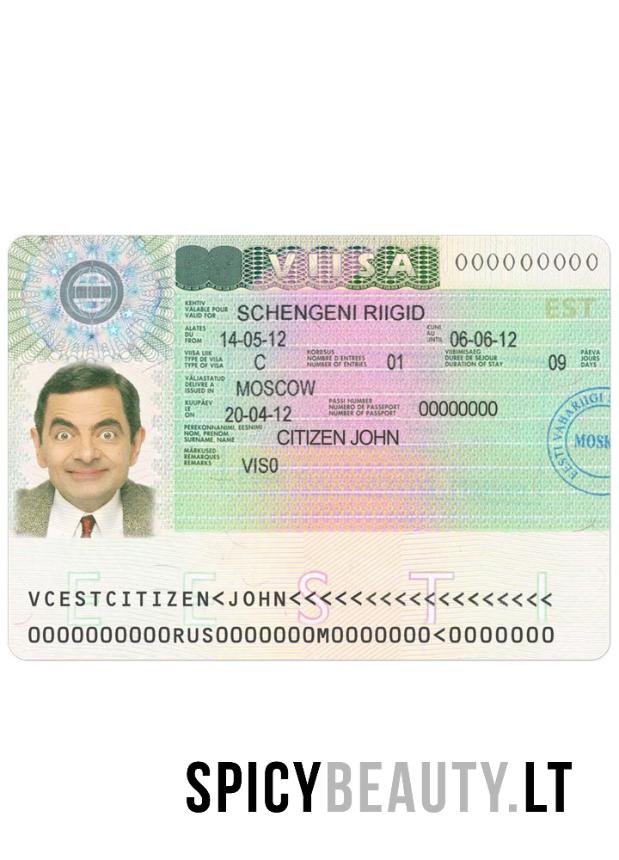 VIISA 000000000
KEHTIV
VALABLE POUR
VALID FOR
SCHENGENI RIIGID
EST
ALATES
DU
FROM
14-05-12
KUNI
AU
UNTIL
06-06-12
VIISA LIIK
TYPE DE VISA
TYPE OF VISA
C
KORDSUS
NOMBRE D'ENTREES
NUMBER OF ENTRIES
01
VIIBIMISAEG
DUREE DE SEJOUR
DURATION OF STAY
09
PÄEVA
JOURS
DAYS
VÄLJASTATUD
DELIVRE A
ISSUED IN
MOSCOW
KUUPÄEV
LE
ON
20-04-12
PASSI NUMBER
NUMERO DE PASSEPORT
NUMBER OF PASSPORT
00000000
PEREKONNANIMI, EESNIMI
NOM, PRENOM
SURNAME, NAME
CITIZEN JOHN
MÄRKUSED
REMARQUES
REMARKS
VISO
EESTI VABARIIGI
MOSK
EESTI
VCESTCITIZEN<JOHN<<<<<<<<<<<<<<<<<<<
0000000000RUS0000000M0000000<0000000
SPICYBEAUTY.LT